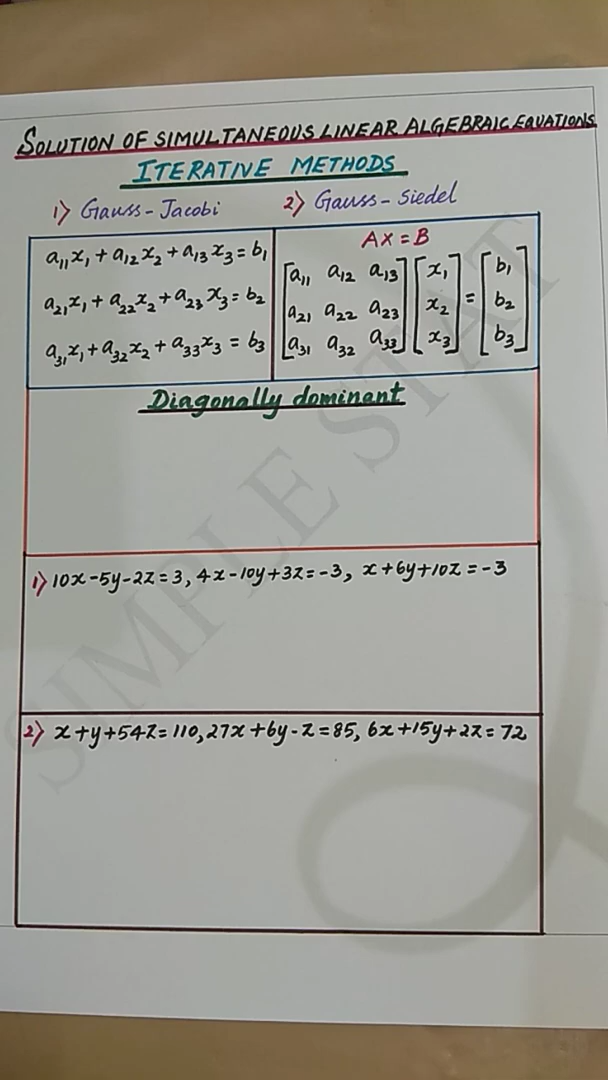 SOLUTION OF SIMULTANEOUS LINEAR ALGEBRAIC EQUATIONS
ITERATIVE METHODS
1) Gauss-Jacobi 2) Gauss-Siedel
a₁₁x₁ + a₁₂x₂ + a₁₃x₃ = b₁
a₂₁x₁ + a₂₂x₂ + a₂₃x₃ = b₂
a₃₁x₁ + a₃₂x₂ + a₃₃x₃ = b₃
AX = B
[a₁₁ a₁₂ a₁₃] [x₁] [b₁]
[a₂₁ a₂₂ a₂₃] [x₂] = [b₂]
[a₃₁ a₃₂ a₃₃] [x₃] [b₃]
Diagonally dominant
1) 10x-5y-2z=3, 4x-10y+3z=-3, x+6y+10z=-3
2) x+y+54z=110, 27x+6y-z=85, 6x+15y+2z=72
SIMPLE STAT